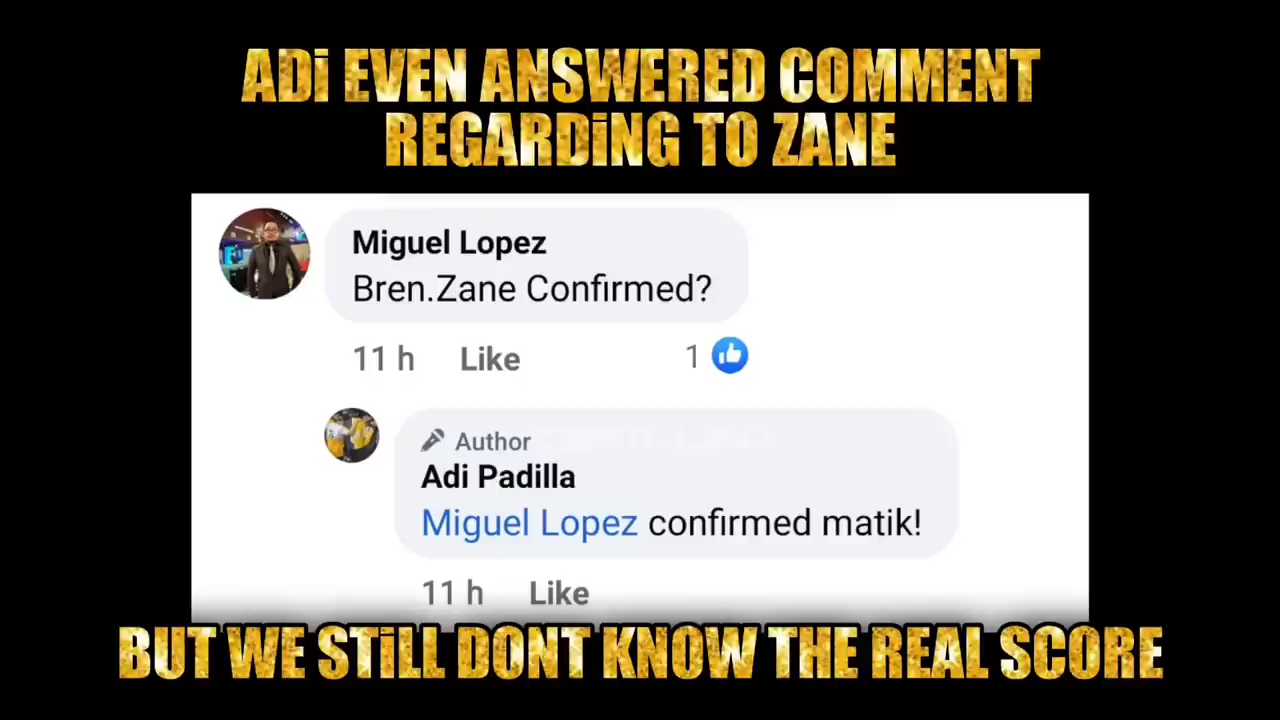 ADi EVEN ANSWERED COMMENT
REGARDiNG TO ZANE
Miguel Lopez
Bren.Zane Confirmed?
11 h Like 1
Author
Adi Padilla
Miguel Lopez confirmed matik!
11 h Like
BUT WE STiLL DONT KNOW THE REAL SCORE